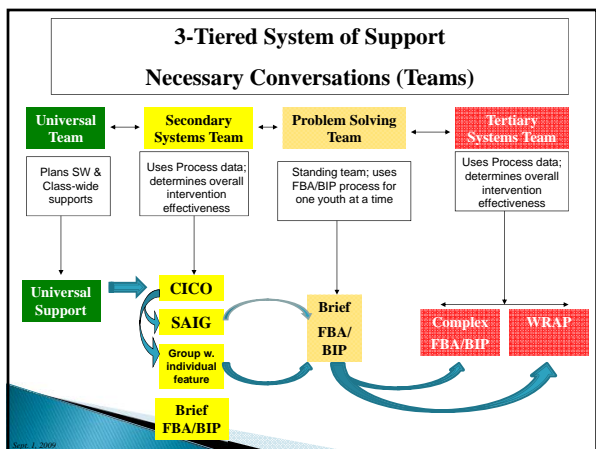 3-Tiered System of Support
Necessary Conversations (Teams)
Universal
Team
Secondary
Systems Team
Problem Solving
Team
Tertiary
Systems Team
Plans SW &
Class-wide
supports
Uses Process data;
determines overall
intervention
effectiveness
Standing team; uses
FBA/BIP process for
one youth at a time
Uses Process data;
determines overall
intervention
effectiveness
Universal
Support
CICO
SAIG
Group w.
individual
feature
Brief
FBA/BIP
Brief
FBA/
BIP
Complex
FBA/BIP
WRAP
Sept. 1, 2009